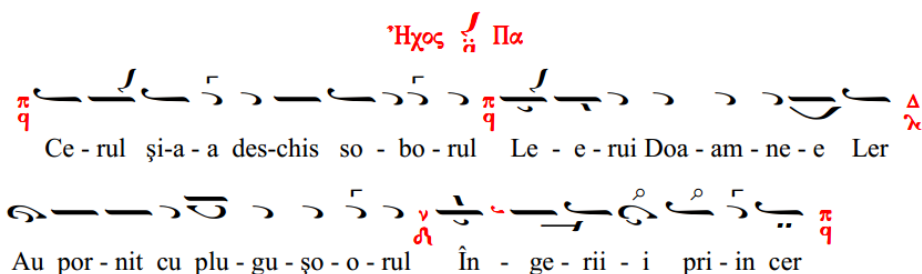 Ἦχος Πα
Ce - rul şi-a - a des-chis so - bo - rul Le - e - rui Doa - am - ne - e Ler
Au por - nit cu plu - gu - şo - o - rul În - ge - rii - i pri - in cer